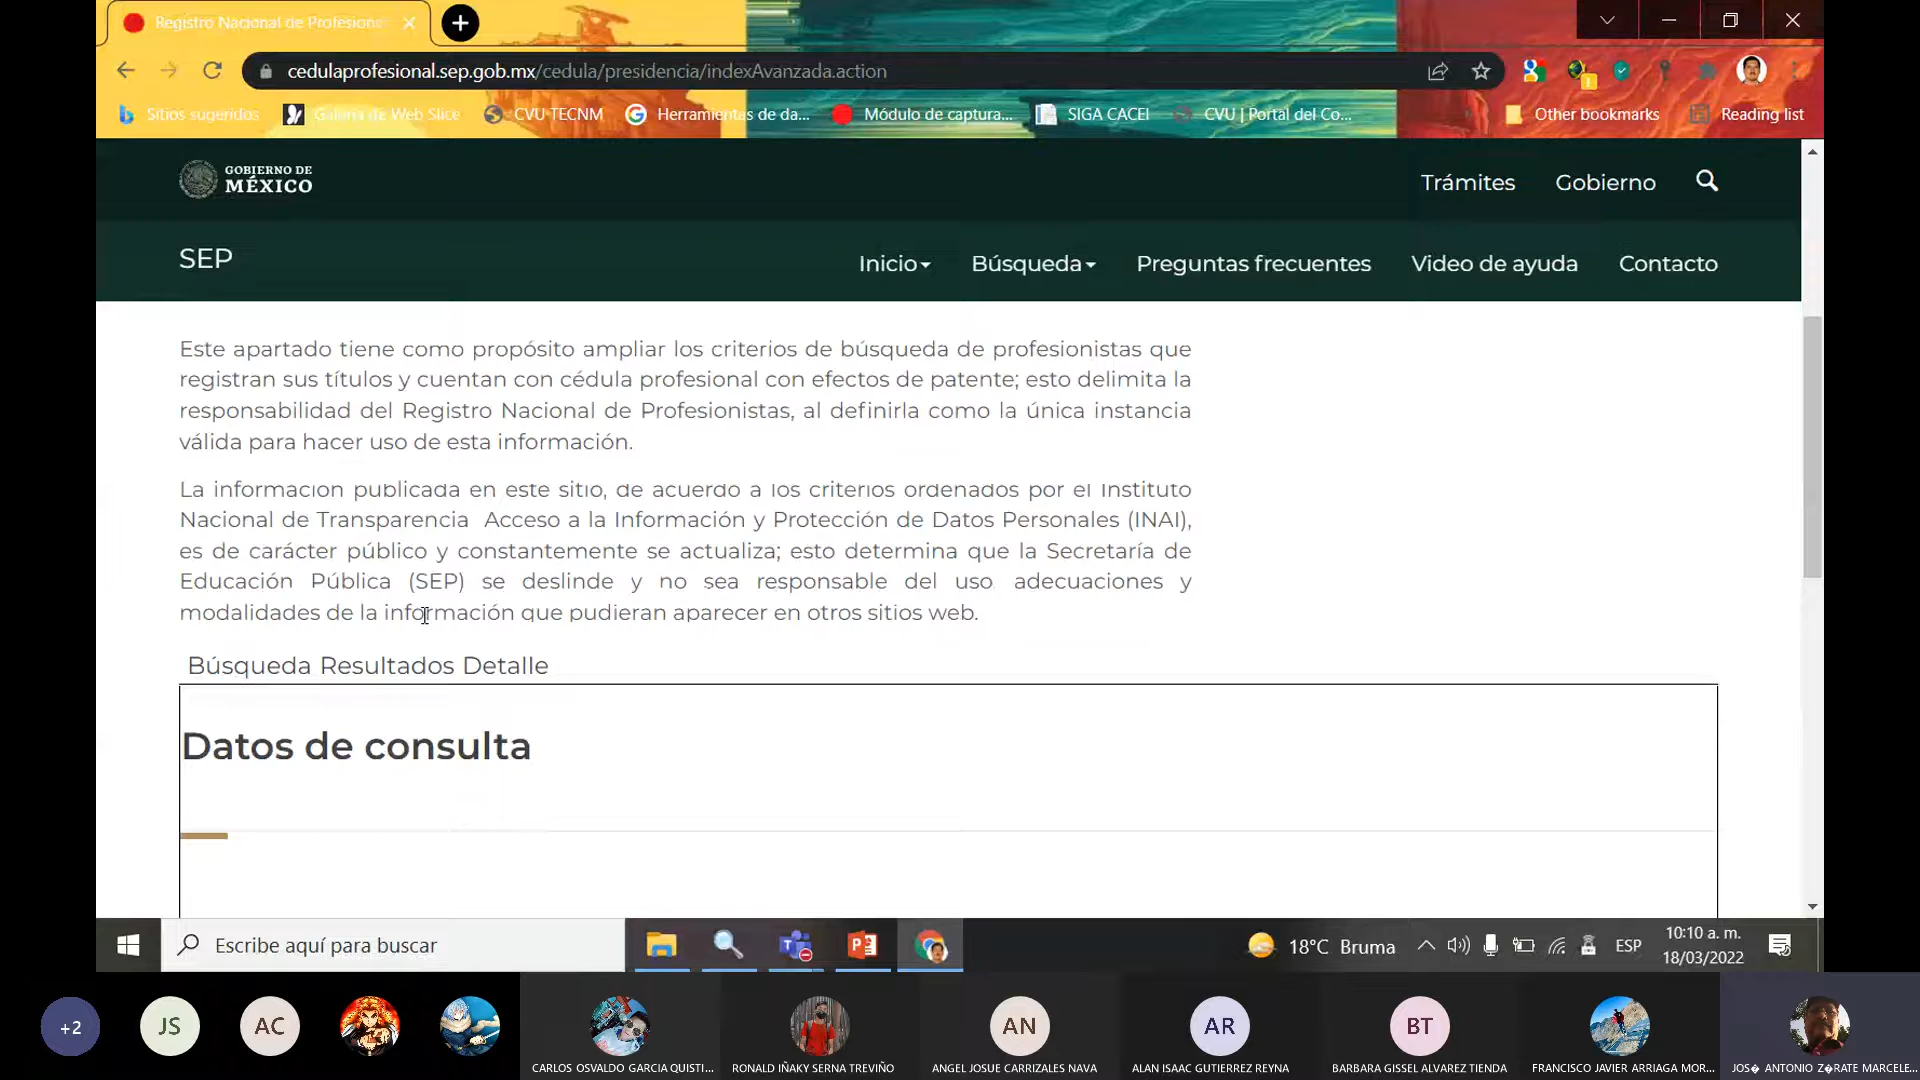 Registro Nacional de Profesionis
cedulaprofesional.sep.gob.mx/cedula/presidencia/indexAvanzada.action
Sitios sugeridos
Galería de Web Slice
CVU TECNM
Herramientas de da...
Módulo de captura...
SIGA CACEI
CVU | Portal del Co...
Other bookmarks
Reading list
GOBIERNO DE
MÉXICO
Trámites
Gobierno
SEP
Inicio
Búsqueda
Preguntas frecuentes
Video de ayuda
Contacto
Este apartado tiene como propósito ampliar los criterios de búsqueda de profesionistas que
registran sus títulos y cuentan con cédula profesional con efectos de patente; esto delimita la
responsabilidad del Registro Nacional de Profesionistas, al definirla como la única instancia
válida para hacer uso de esta información.
La información publicada en este sitio, de acuerdo a los criterios ordenados por el Instituto
Nacional de Transparencia Acceso a la Información y Protección de Datos Personales (INAI),
es de carácter público y constantemente se actualiza; esto determina que la Secretaría de
Educación Pública (SEP) se deslinde y no sea responsable del uso adecuaciones y
modalidades de la información que pudieran aparecer en otros sitios web.
Búsqueda Resultados Detalle
Datos de consulta
Escribe aquí para buscar
18°C Bruma
ESP
10:10 a. m.
18/03/2022
+2
JS
AC
AN
AR
BT
CARLOS OSVALDO GARCIA QUISTI...
RONALD IÑAKY SERNA TREVIÑO
ANGEL JOSUE CARRIZALES NAVA
ALAN ISAAC GUTIERREZ REYNA
BARBARA GISSEL ALVAREZ TIENDA
FRANCISCO JAVIER ARRIAGA MOR...
JOS� ANTONIO Z�RATE MARCELE...